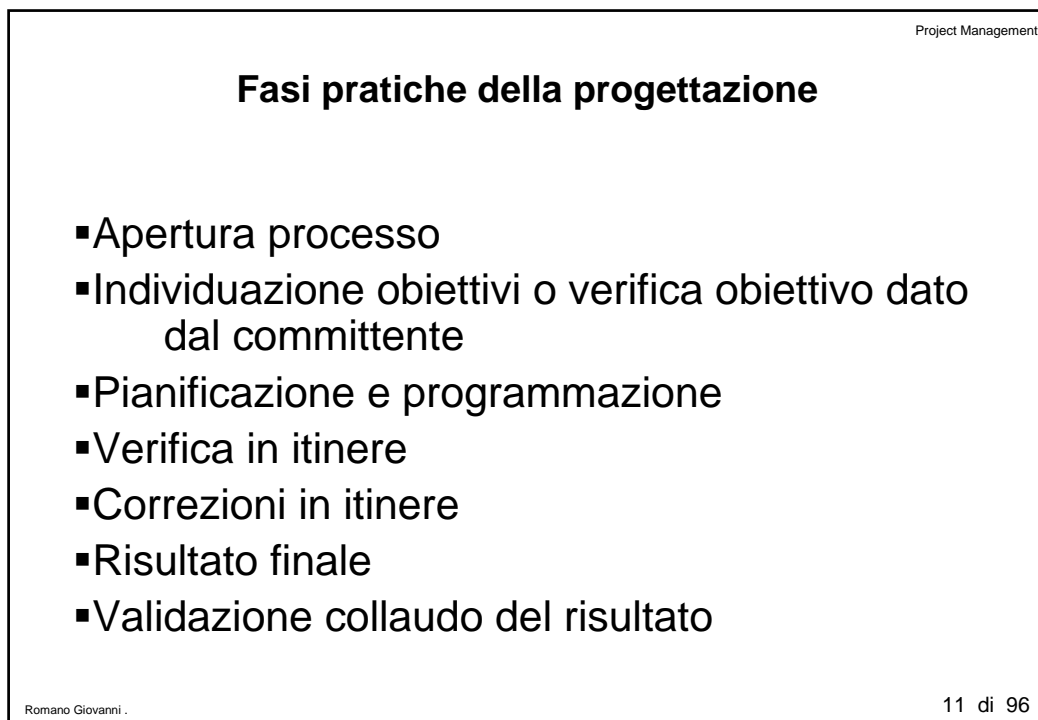 Project Management
Fasi pratiche della progettazione
▪Apertura processo
▪Individuazione obiettivi o verifica obiettivo dato
dal committente
▪Pianificazione e programmazione
▪Verifica in itinere
▪Correzioni in itinere
▪Risultato finale
▪Validazione collaudo del risultato
Romano Giovanni .
11 di 96